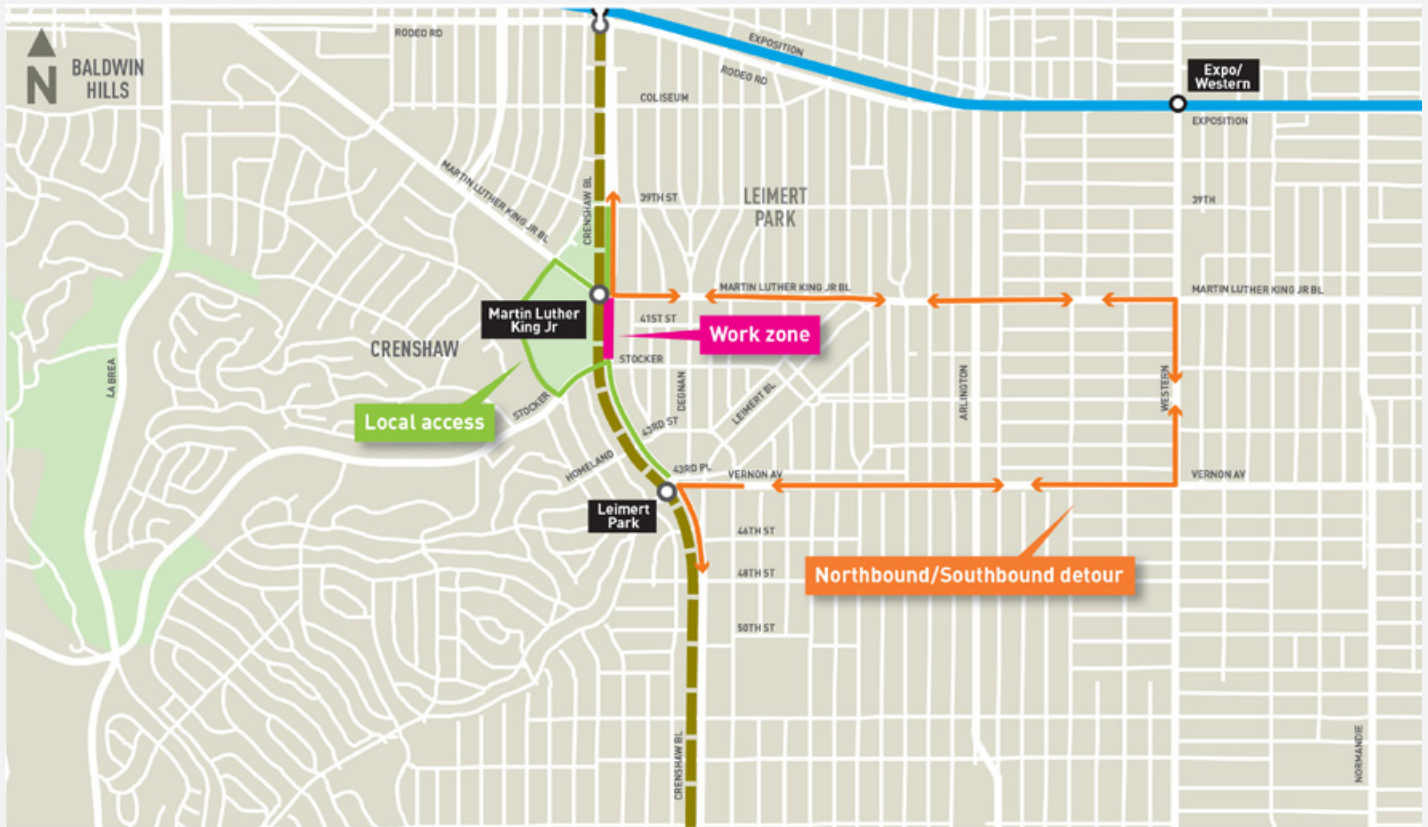 RODEO RD
EXPOSITION
N
BALDWIN
HILLS
RODEO RD
Expo/
Western
COLISEUM
EXPOSITION
MARTIN LUTHER KING JR BL
CRENSHAW BL
39TH ST
LEIMERT
PARK
39TH
MARTIN LUTHER KING JR BL
MARTIN LUTHER KING JR BL
Martin Luther
King Jr
41ST ST
Work zone
CRENSHAW
STOCKER
LA BREA
DEGNAN
LEIMERT BL
ARLINGTON
WESTERN
STOCKER
Local access
43RD ST
HOMELAND
43RD PL
VERNON AV
VERNON AV
Leimert
Park
46TH ST
48TH ST
Northbound/Southbound detour
50TH ST
CRENSHAW BL
NORMANDIE